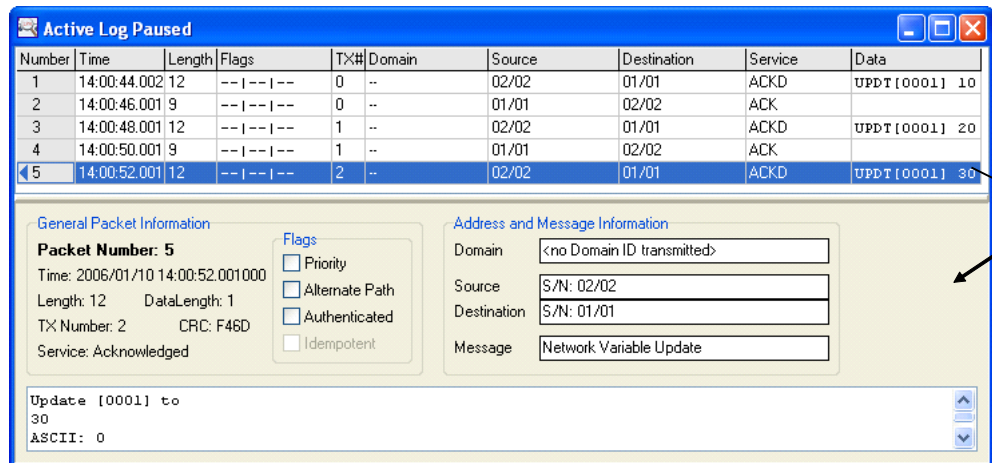 Active Log Paused
Number Time Length Flags TX# Domain Source Destination Service Data
1 14:00:44.002 12 --|--|-- 0 -- 02/02 01/01 ACKD UPDT[0001] 10
2 14:00:46.001 9 --|--|-- 0 -- 01/01 02/02 ACK
3 14:00:48.001 12 --|--|-- 1 -- 02/02 01/01 ACKD UPDT[0001] 20
4 14:00:50.001 9 --|--|-- 1 -- 01/01 02/02 ACK
5 14:00:52.001 12 --|--|-- 2 -- 02/02 01/01 ACKD UPDT[0001] 30
General Packet Information
Packet Number: 5
Time: 2006/01/10 14:00:52.001000
Length: 12 DataLength: 1
TX Number: 2 CRC: F46D
Service: Acknowledged
Flags
Priority
Alternate Path
Authenticated
Idempotent
Address and Message Information
Domain <no Domain ID transmitted>
Source S/N: 02/02
Destination S/N: 01/01
Message Network Variable Update
Update [0001] to
30
ASCII: 0